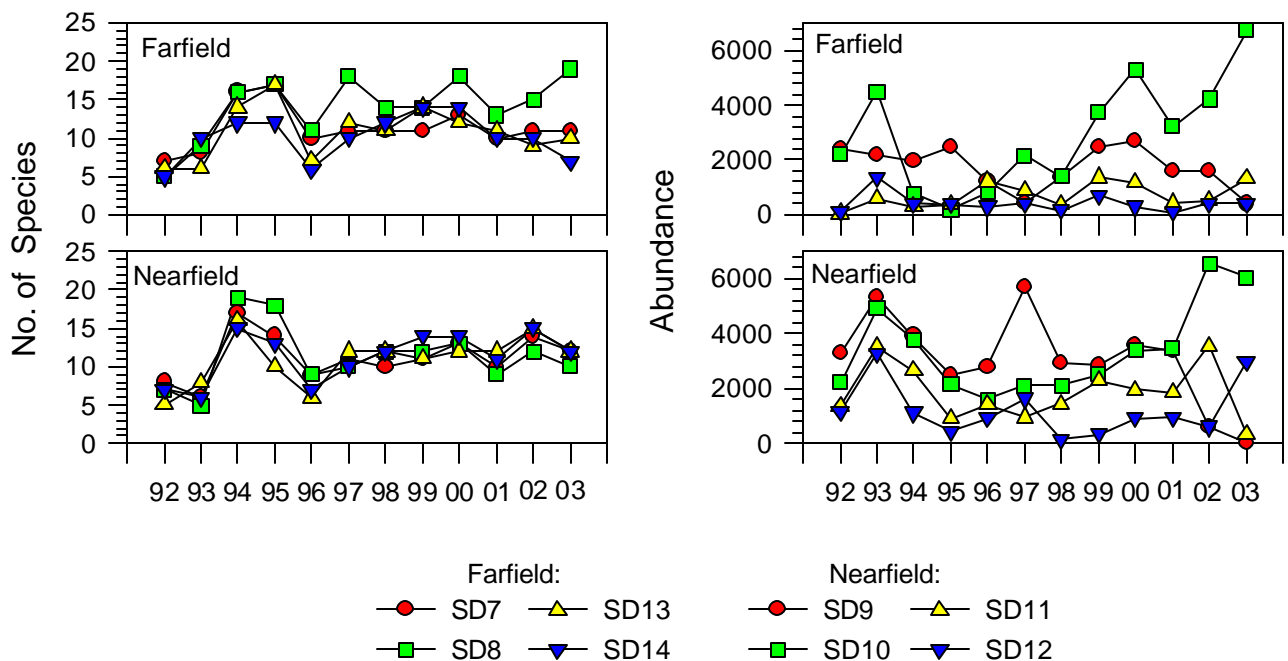 No. of Species
25
20
15
10
5
0
Farfield
25
20
15
10
5
0
Nearfield
92 93 94 95 96 97 98 99 00 01 02 03
Abundance
6000
4000
2000
0
Farfield
6000
4000
2000
0
Nearfield
92 93 94 95 96 97 98 99 00 01 02 03
Farfield:
SD7 SD13
SD8 SD14
Nearfield:
SD9 SD11
SD10 SD12